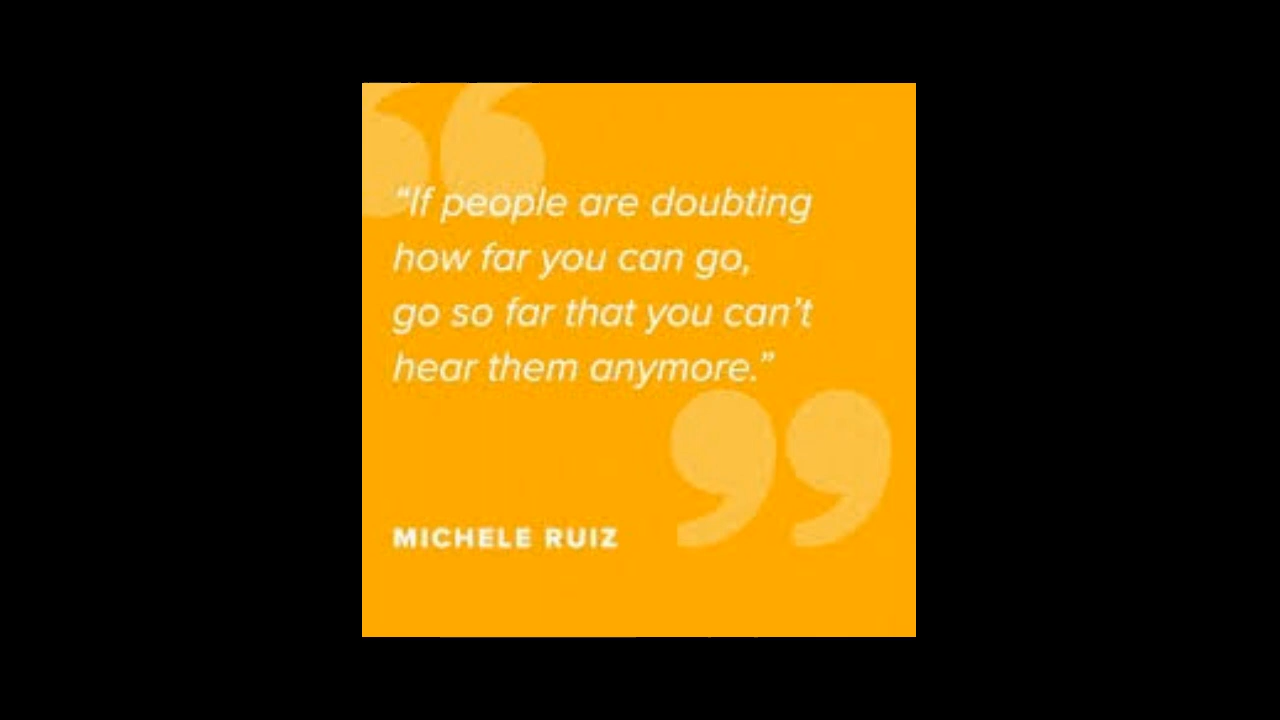 “If people are doubting
how far you can go,
go so far that you can’t
hear them anymore.”
MICHELE RUIZ